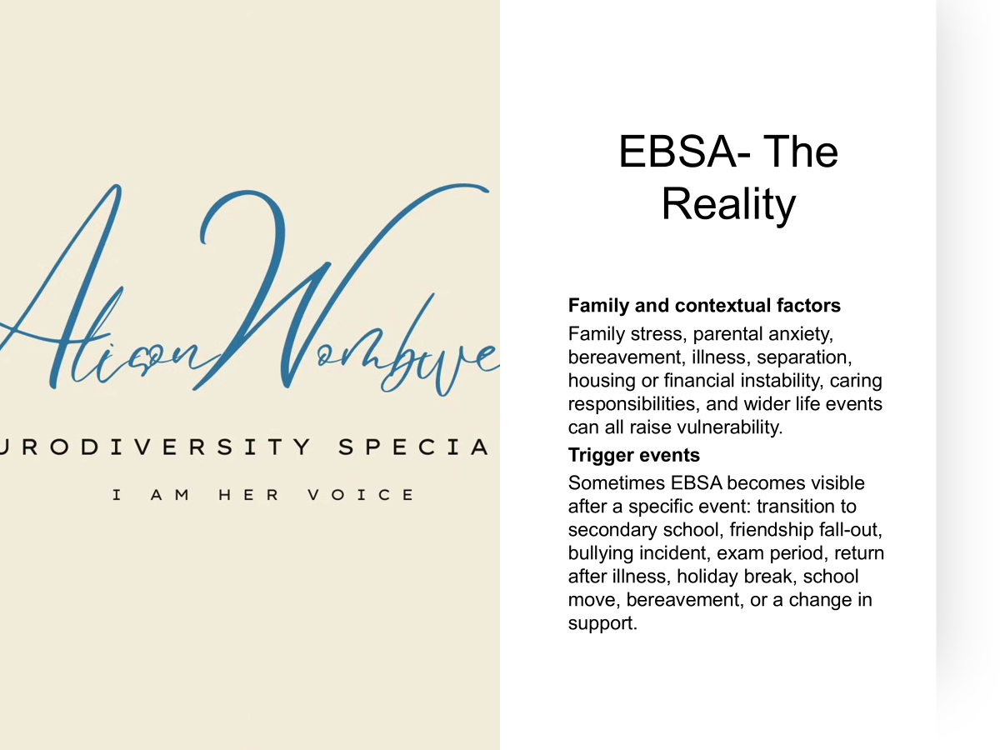 Alison Wombwe
URODIVERSITY SPECIA
I AM HER VOICE
EBSA- The
Reality
Family and contextual factors
Family stress, parental anxiety,
bereavement, illness, separation,
housing or financial instability, caring
responsibilities, and wider life events
can all raise vulnerability.
Trigger events
Sometimes EBSA becomes visible
after a specific event: transition to
secondary school, friendship fall-out,
bullying incident, exam period, return
after illness, holiday break, school
move, bereavement, or a change in
support.